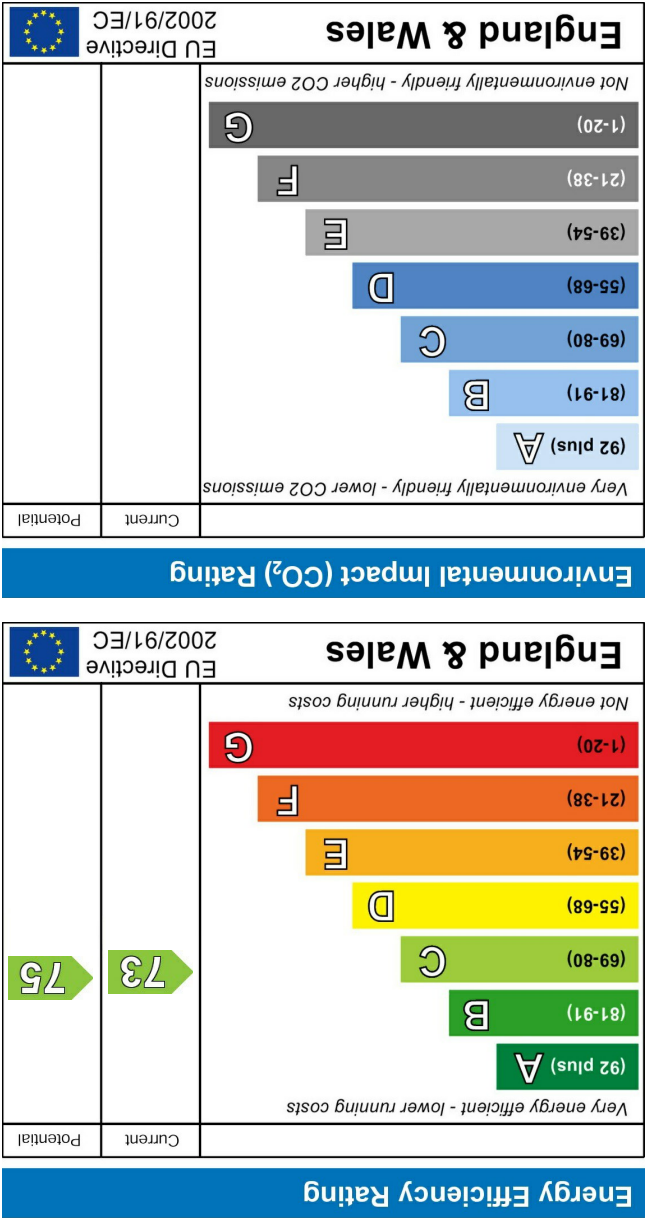 Energy Efficiency Rating
Current Potential
Very energy efficient - lower running costs
(92 plus) A
(81-91) B
(69-80) C
(55-68) D
(39-54) E
(21-38) F
(1-20) G
73
75
Not energy efficient - higher running costs
England & Wales
EU Directive
2002/91/EC
Environmental Impact (CO₂) Rating
Current Potential
Very environmentally friendly - lower CO2 emissions
(92 plus) A
(81-91) B
(69-80) C
(55-68) D
(39-54) E
(21-38) F
(1-20) G
Not environmentally friendly - higher CO2 emissions
England & Wales
EU Directive
2002/91/EC